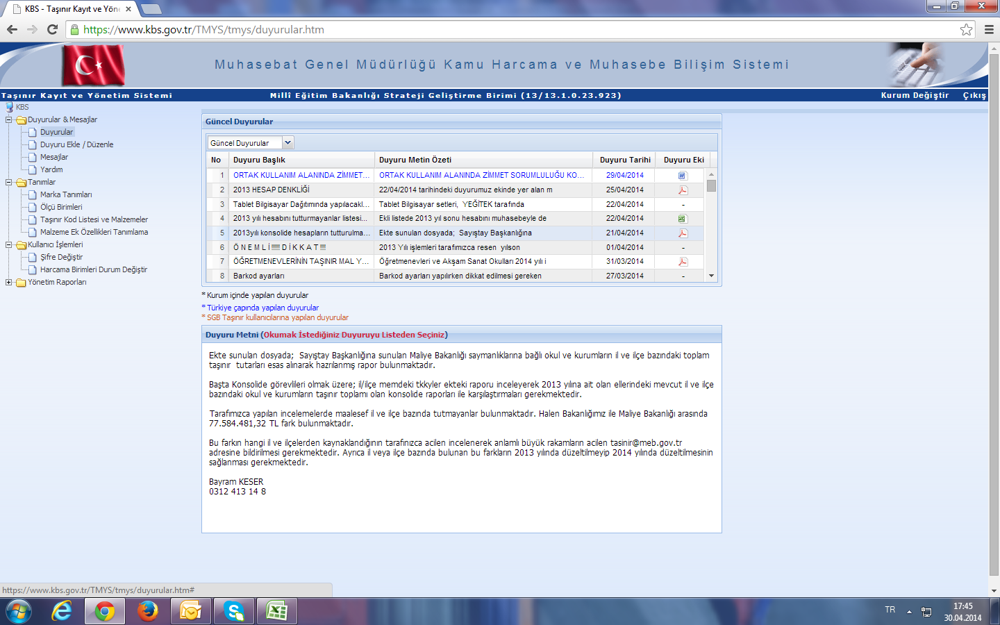 KBS - Taşınır Kayıt ve Yön
https://www.kbs.gov.tr/TMYS/tmys/duyurular.htm
Muhasebat Genel Müdürlüğü Kamu Harcama ve Muhasebe Bilişim Sistemi
Taşınır Kayıt ve Yönetim Sistemi Millî Eğitim Bakanlığı Strateji Geliştirme Birimi (13/13.1.0.23.923) Kurum Değiştir Çıkış
KBS
Duyurular & Mesajlar
Duyurular
Duyuru Ekle / Düzenle
Mesajlar
Yardım
Tanımlar
Marka Tanımları
Ölçü Birimleri
Taşınır Kod Listesi ve Malzemeler
Malzeme Ek Özellikleri Tanımlama
Kullanıcı İşlemleri
Şifre Değiştir
Harcama Birimleri Durum Değiştir
Yönetim Raporları
Güncel Duyurular
Güncel Duyurular
No Duyuru Başlık Duyuru Metin Özeti Duyuru Tarihi Duyuru Eki
1 ORTAK KULLANIM ALANINDA ZİMMET... ORTAK KULLANIM ALANINDA ZİMMET SORUMLULUĞU KO... 29/04/2014
2 2013 HESAP DENKLİĞİ 22/04/2014 tarihindeki duyurumuz ekinde yer alan m 25/04/2014
3 Tablet Bilgisayar Dağıtımında yapılacakl... Tablet Bilgisayar setleri, YEĞİTEK tarafında 22/04/2014 -
4 2013 yılı hesabını tutturmayanlar listesi... Ekli listede 2013 yıl sonu hesabını muhasebeyle de 22/04/2014
5 2013yılı konsolide hesapların tutturulma... Ekte sunulan dosyada; Sayıştay Başkanlığına 21/04/2014
6 Ö N E M L İ D İ K K A T 2013 Yılı işlemleri tarafımızca resen yılson 01/04/2014 -
7 ÖĞRETMENEVLERİNİN TAŞINIR MAL Y... Öğretmenevleri ve Akşam Sanat Okulları 2014 yılı i 31/03/2014
8 Barkod ayarları Barkod ayarları yapılırken dikkat edilmesi gereken 27/03/2014 -
* Kurum içinde yapılan duyurular
* Türkiye çapında yapılan duyurular
* SGB Taşınır kullanıcılarına yapılan duyurular
Duyuru Metni (Okumak İstediğiniz Duyuruyu Listeden Seçiniz)
Ekte sunulan dosyada; Sayıştay Başkanlığına sunulan Maliye Bakanlığı saymanlıklarına bağlı okul ve kurumların il ve ilçe bazındaki toplam
taşınır tutarları esas alınarak hazırılanmış rapor bulunmaktadır.
Başta Konsolide görevlileri olmak üzere; il/ilçe memdeki tkkyler ekteki raporu inceleyerek 2013 yılına ait olan ellerindeki mevcut il ve ilçe
bazındaki okul ve kurumların taşınır toplamı olan konsolide raporları ile karşılaştırmaları gerekmektedir.
Tarafımızca yapılan incelemelerde maalesef il ve ilçe bazında tutmayanlar bulunmaktadır. Halen Bakanlığımız ile Maliye Bakanlığı arasında
77.584.481,32 TL fark bulunmaktadır.
Bu farkın hangi il ve ilçelerden kaynaklandığının tarafınızca acilen incelenerek anlamlı büyük rakamların acilen tasinir@meb.gov.tr
adresine bildirilmesi gerekmektedir. Ayrıca il veya ilçe bazında bulunan bu farkların 2013 yılında düzeltilmeyip 2014 yılında düzeltilmesinin
sağlanması gerekmektedir.
Bayram KESER
0312 413 14 8
https://www.kbs.gov.tr/TMYS/tmys/duyurular.htm#
TR
17:45
30.04.2014